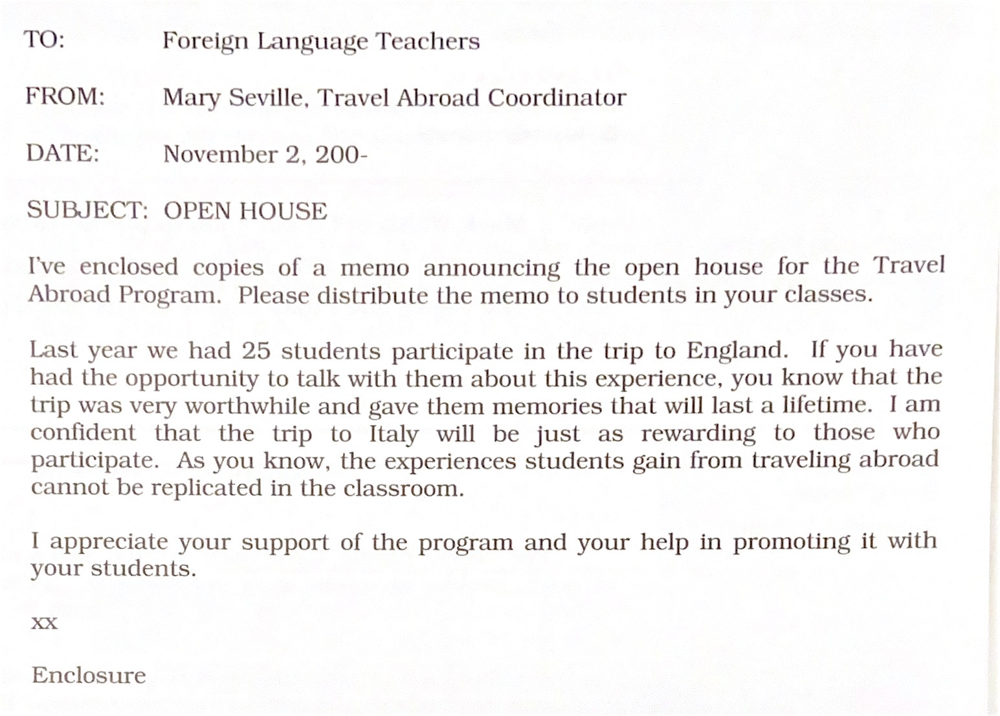 TO: Foreign Language Teachers
FROM: Mary Seville, Travel Abroad Coordinator
DATE: November 2, 200-
SUBJECT: OPEN HOUSE
I've enclosed copies of a memo announcing the open house for the Travel
Abroad Program. Please distribute the memo to students in your classes.
Last year we had 25 students participate in the trip to England. If you have
had the opportunity to talk with them about this experience, you know that the
trip was very worthwhile and gave them memories that will last a lifetime. I am
confident that the trip to Italy will be just as rewarding to those who
participate. As you know, the experiences students gain from traveling abroad
cannot be replicated in the classroom.
I appreciate your support of the program and your help in promoting it with
your students.
xx
Enclosure